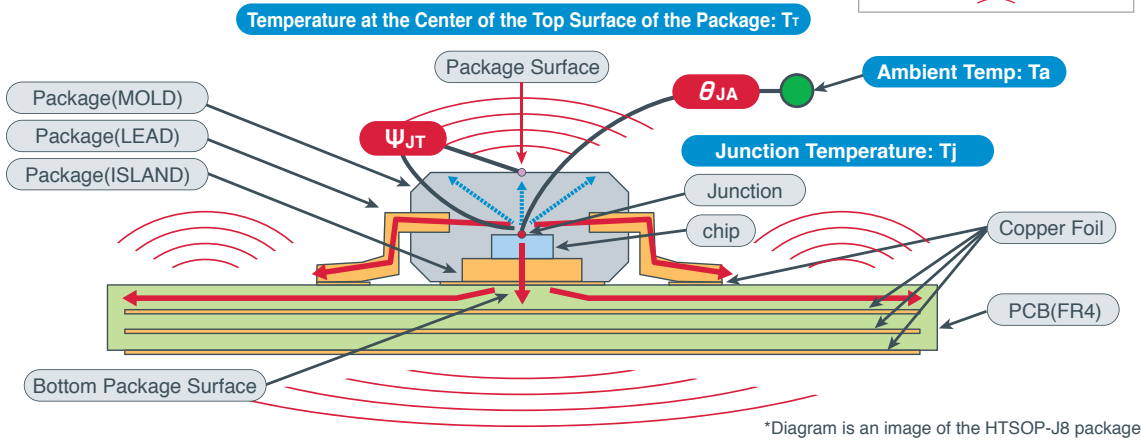 Temperature at the Center of the Top Surface of the Package: TT
Package Surface
Ambient Temp: Ta
θJA
Package(MOLD)
Package(LEAD)
ΨJT
Junction Temperature: Tj
Package(ISLAND)
Junction
chip
Copper Foil
PCB(FR4)
Bottom Package Surface
*Diagram is an image of the HTSOP-J8 package